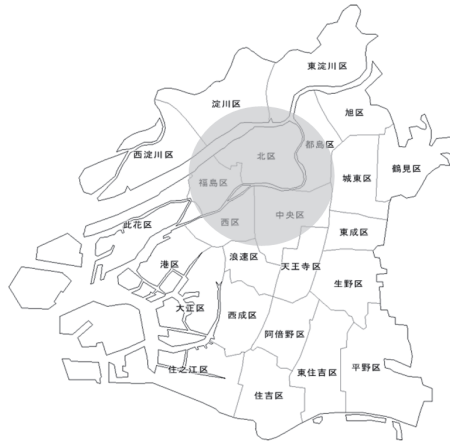 東淀川区
淀川区
旭区
西淀川区
北区
都島区
鶴見区
福島区
城東区
此花区
西区
中央区
東成区
港区
浪速区
天王寺区
生野区
大正区
西成区
阿倍野区
住之江区
東住吉区
平野区
住吉区